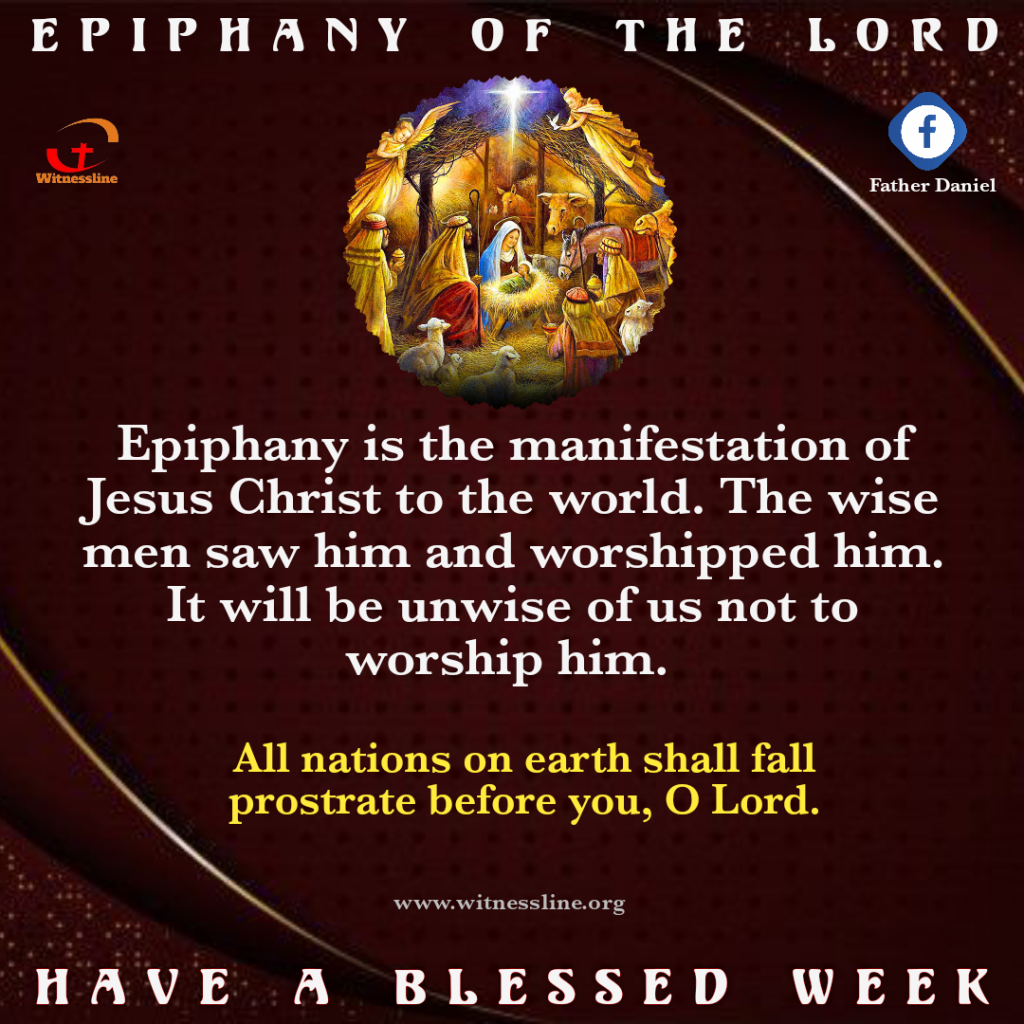 EPIPHANY OF THE LORD
Witnessline
f
Father Daniel
Epiphany is the manifestation of
Jesus Christ to the world. The wise
men saw him and worshipped him.
It will be unwise of us not to
worship him.
All nations on earth shall fall
prostrate before you, O Lord.
www.witnessline.org
HAVE A BLESSED WEEK